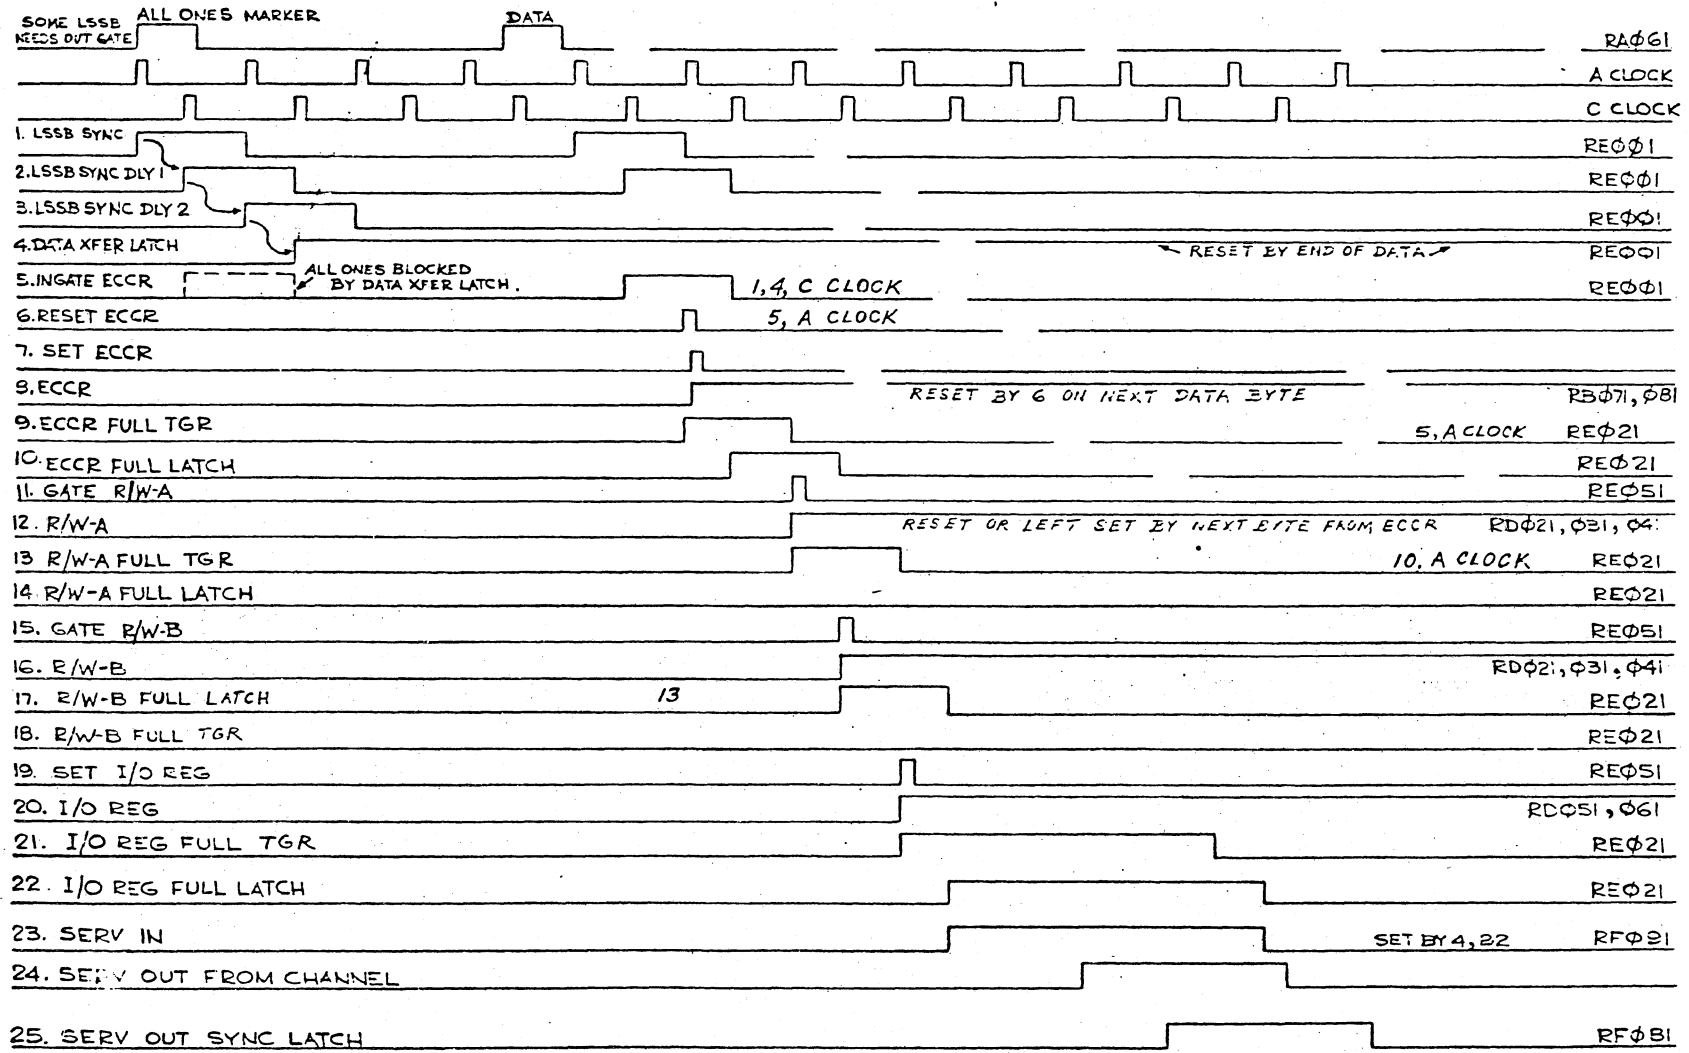 SOME LSSB NEEDS OUT GATE
ALL ONES MARKER
DATA
RAØ61
A CLOCK
C CLOCK
1. LSSB SYNC
REØØ1
2. LSSB SYNC DLY 1
REØØ1
3. LSSB SYNC DLY 2
REØØ1
4. DATA XFER LATCH
RESET BY END OF DATA
REØØ1
5. INGATE ECCR
ALL ONES BLOCKED
BY DATA XFER LATCH.
1,4, C CLOCK
REØØ1
6. RESET ECCR
5, A CLOCK
7. SET ECCR
8. ECCR
RESET BY 6 ON NEXT DATA BYTE
RBØ71, Ø81
9. ECCR FULL TGR
5, A CLOCK
REØ21
10. ECCR FULL LATCH
REØ21
11. GATE R/W-A
REØ51
12. R/W-A
RESET OR LEFT SET BY NEXT BYTE FROM ECCR
RDØ21, Ø31, Ø4
13 R/W-A FULL TGR
10, A CLOCK
REØ21
14. R/W-A FULL LATCH
REØ21
15. GATE R/W-B
REØ51
16. R/W-B
RDØ21, Ø31, Ø41
17. R/W-B FULL LATCH
13
REØ21
18. R/W-B FULL TGR
REØ21
19. SET I/O REG
REØ51
20. I/O REG
RDØ51, Ø61
21. I/O REG FULL TGR
REØ21
22. I/O REG FULL LATCH
REØ21
23. SERV IN
SET BY 4, 22
24. SERV OUT FROM CHANNEL
25. SERV OUT SYNC LATCH
RFØ81